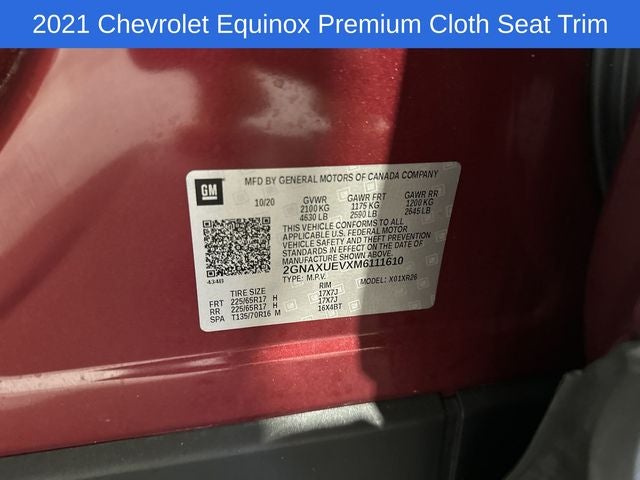 2021 Chevrolet Equinox Premium Cloth Seat Trim
GM
MFD BY GENERAL MOTORS OF CANADA COMPANY
10/20 GVWR GAWR FRT GAWR RR
2100 KG 1175 KG 1200 KG
4630 LB 2590 LB 2645 LB
THIS VEHICLE CONFORMS TO ALL
APPLICABLE U.S. FEDERAL MOTOR
VEHICLE SAFETY AND THEFT PREVENTION
STANDARDS IN EFFECT ON THE DATE OF
MANUFACTURE SHOWN ABOVE.
2GNAXUEVXM6111610
434B TYPE: M.P.V. MODEL: X01XR26
TIRE SIZE RIM
FRT 225/65R17 H 17X7J
RR 225/65R17 H 17X7J
SPA T135/70R16 M 16X4BT